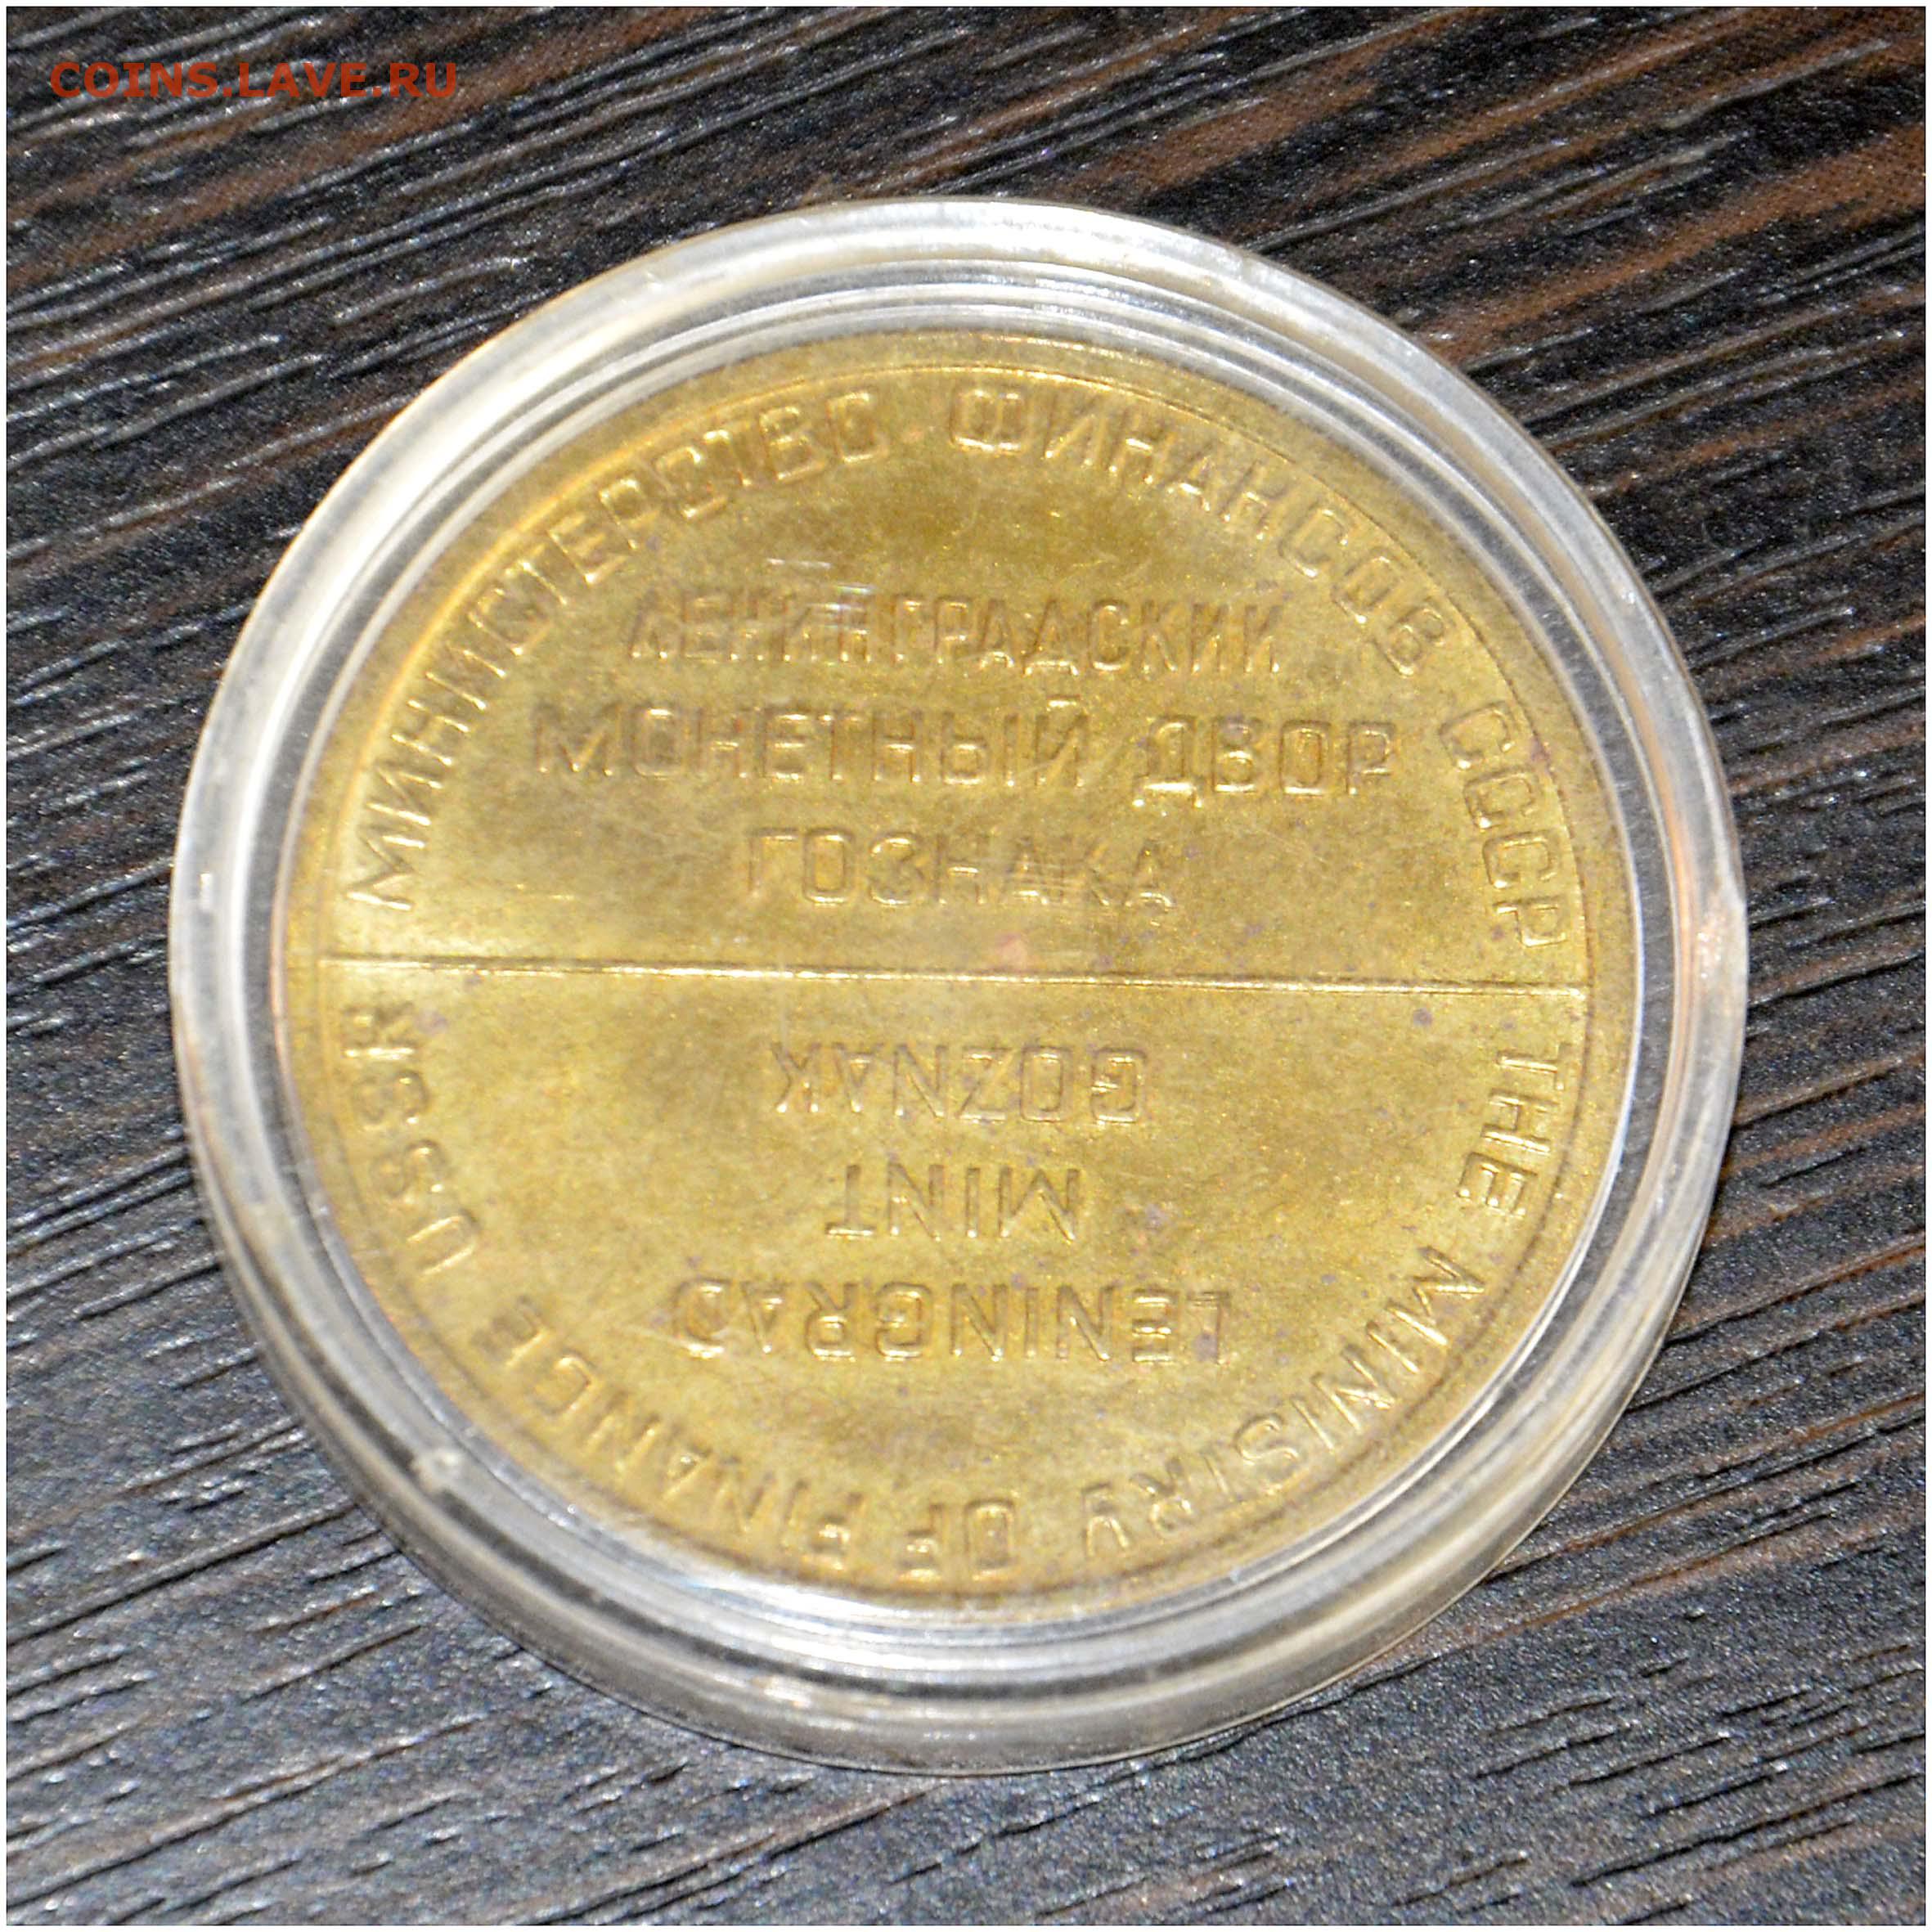 COINS.LAVE.RU
МИНИСТЕРСТВО ФИНАНСОВ СССР
ЛЕНИНГРАДСКИЙ
МОНЕТНЫЙ ДВОР
ГОЗНАКА
THE MINISTRY OF FINANCE USSR
LENINGRAD
MINT
GOZNAK